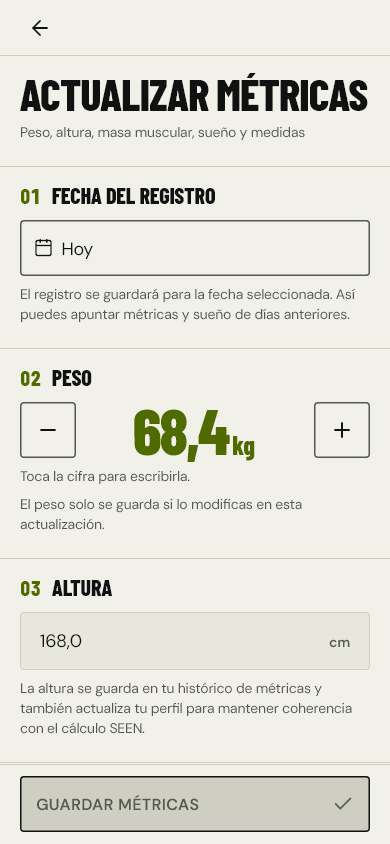 ACTUALIZAR MÉTRICAS
Peso, altura, masa muscular, sueño y medidas
01 FECHA DEL REGISTRO
Hoy
El registro se guardará para la fecha seleccionada. Así
puedes apuntar métricas y sueño de días anteriores.
02 PESO
68,4 kg
Toca la cifra para escribirla.
El peso solo se guarda si lo modificas en esta
actualización.
03 ALTURA
168,0 cm
La altura se guarda en tu histórico de métricas y
también actualiza tu perfil para mantener coherencia
con el cálculo SEEN.
GUARDAR MÉTRICAS